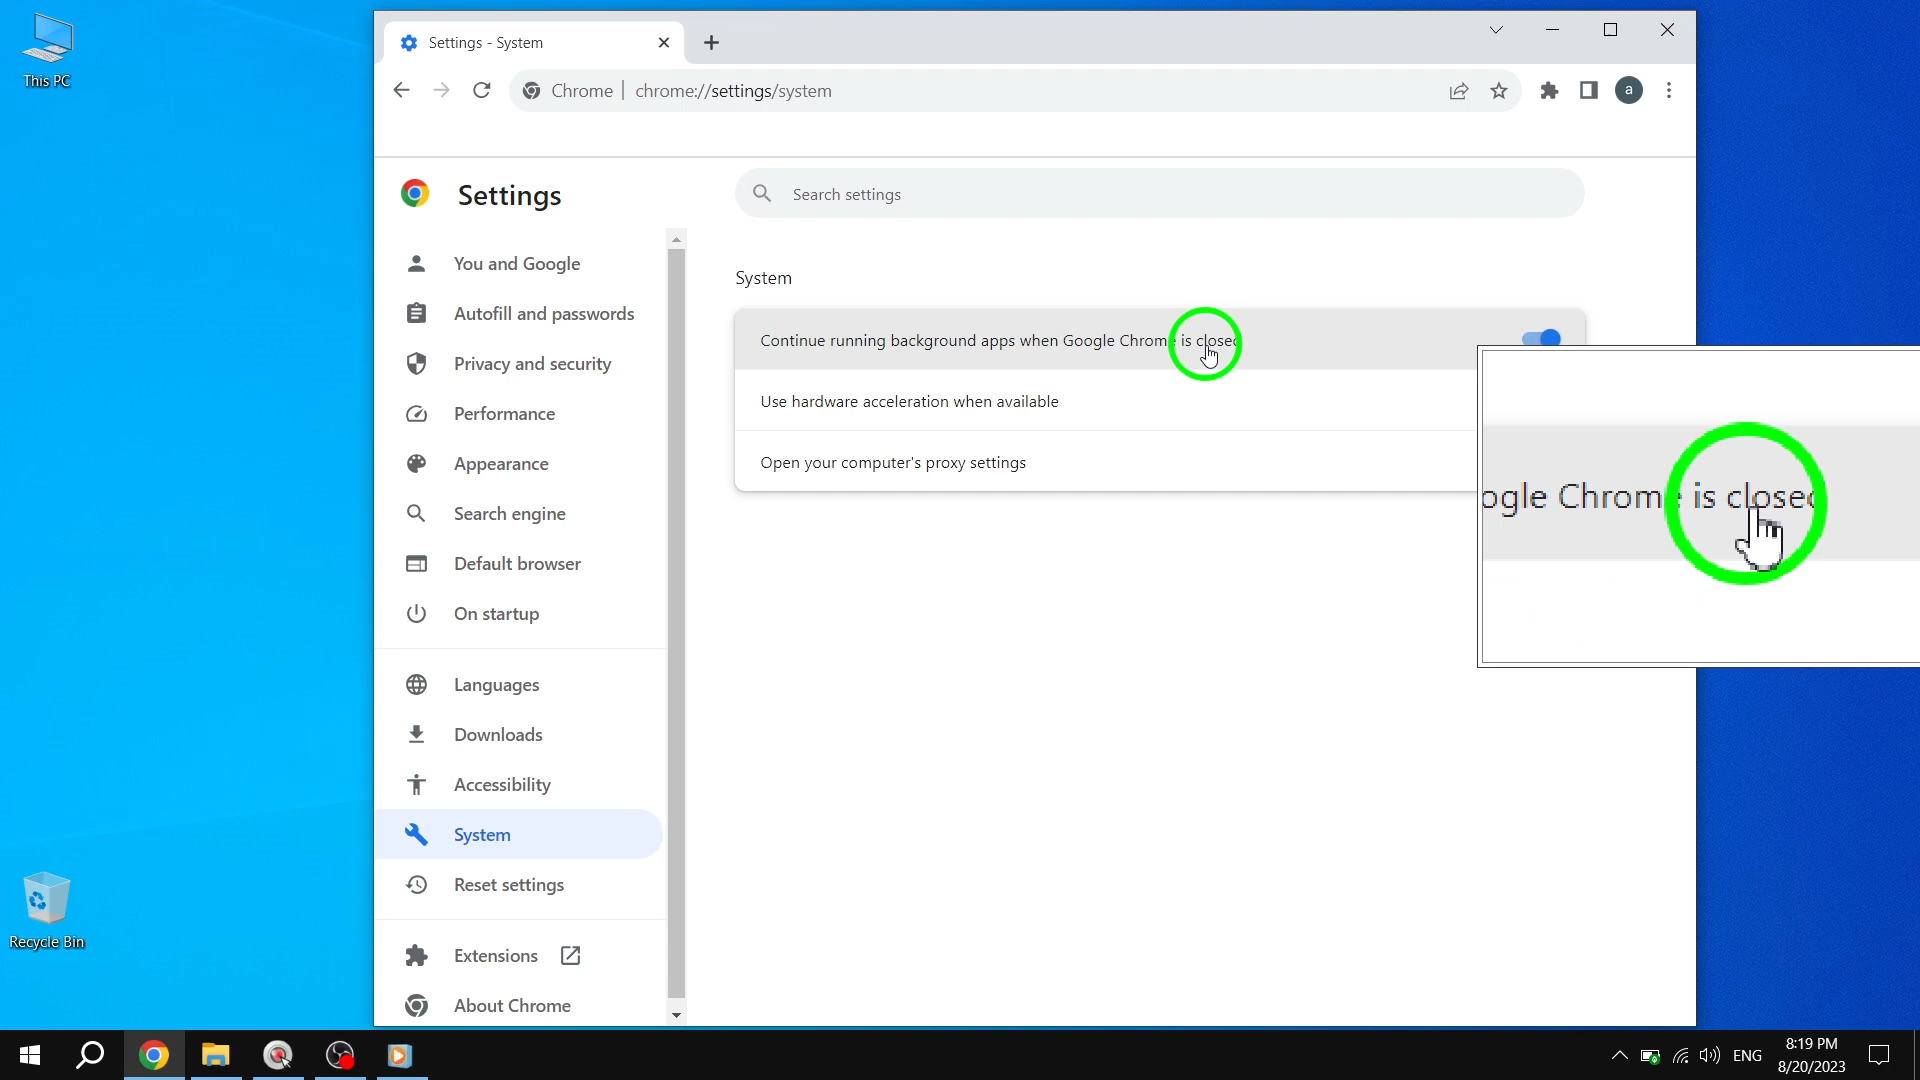 This PC
Settings - System
Chrome | chrome://settings/system
a
Settings
Search settings
You and Google
Autofill and passwords
Privacy and security
Performance
Appearance
Search engine
Default browser
On startup
Languages
Downloads
Accessibility
System
Reset settings
Extensions
About Chrome
System
Continue running background apps when Google Chrome is closed
Use hardware acceleration when available
Open your computer's proxy settings
ogle Chrome is closed
Recycle Bin
ENG
8:19 PM
8/20/2023